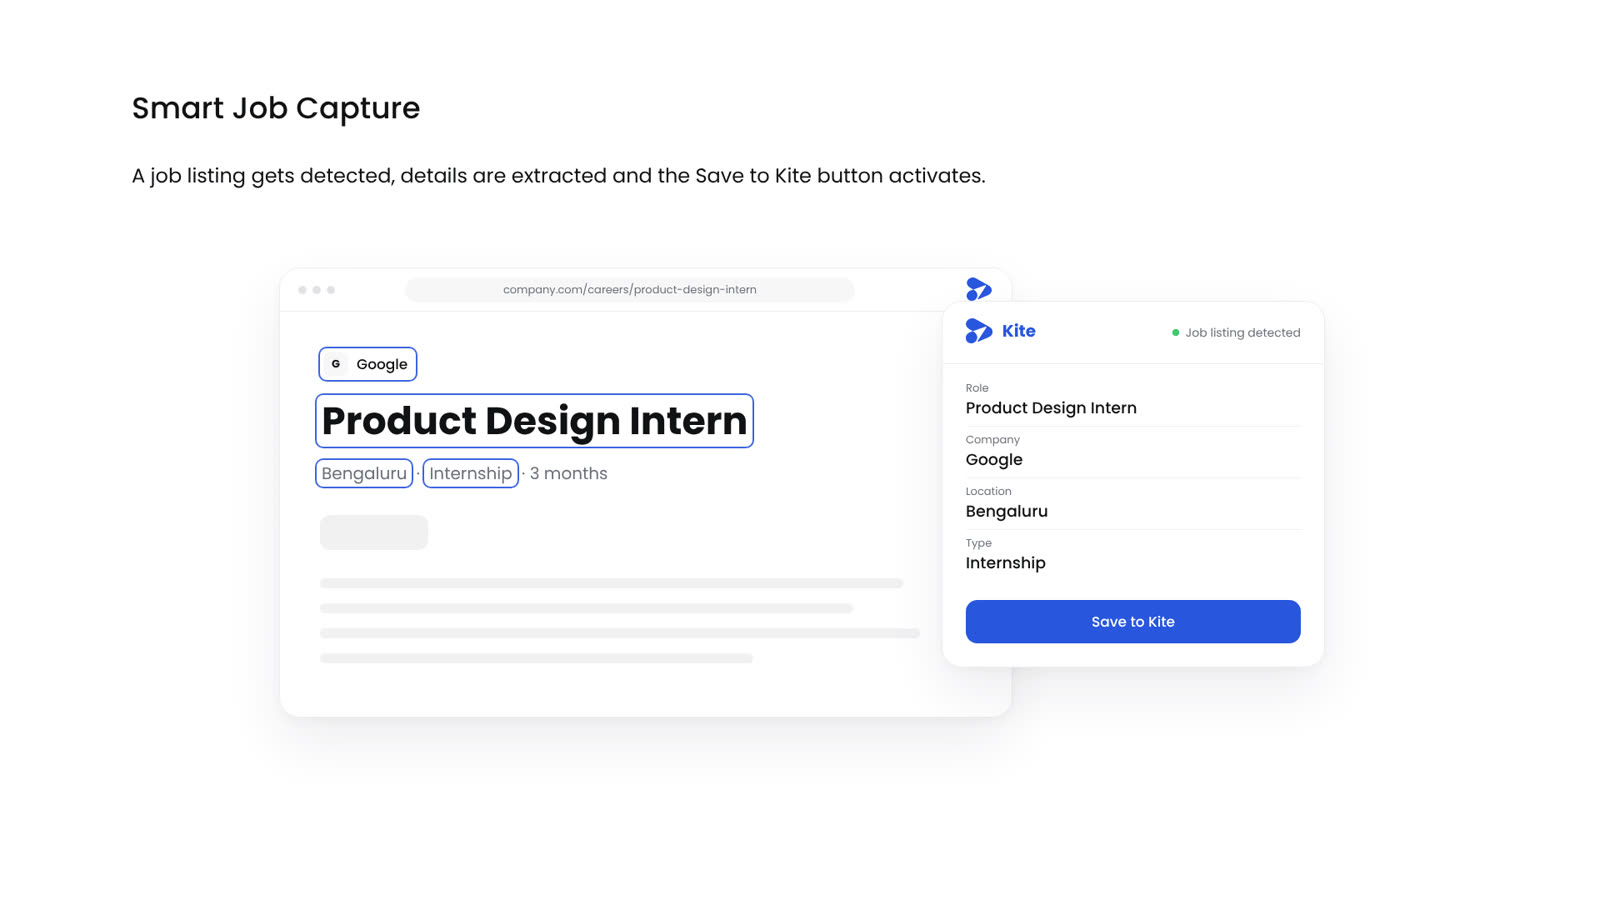 Smart Job Capture
A job listing gets detected, details are extracted and the Save to Kite button activates.
company.com/careers/product-design-intern
G Google
Product Design Intern
Bengaluru · Internship · 3 months
Kite
Job listing detected
Role
Product Design Intern
Company
Google
Location
Bengaluru
Type
Internship
Save to Kite